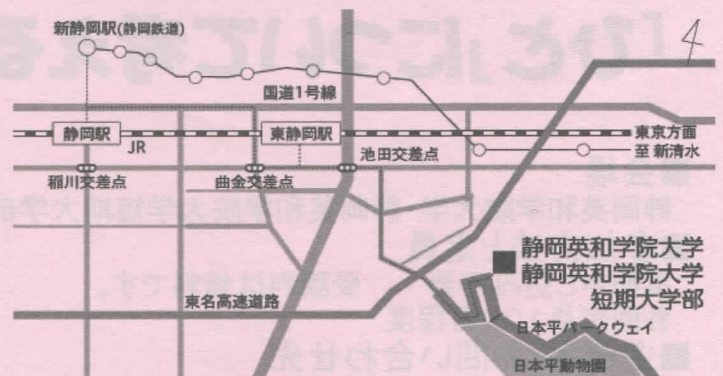 新静岡駅(静岡鉄道)
4
国道1号線
静岡駅
JR
東静岡駅
池田交差点
東京方面
至 新清水
稲川交差点
曲金交差点
静岡英和学院大学
静岡英和学院大学
短期大学部
東名高速道路
日本平パークウェイ
日本平動物園